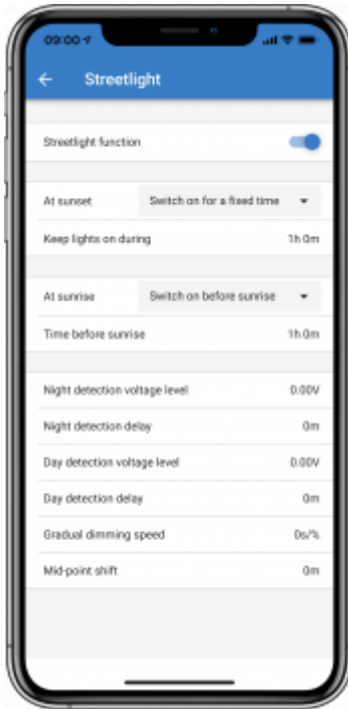 09:00
Streetlight
Streetlight function
At sunset Switch on for a fixed time
Keep lights on during 1h 0m
At sunrise Switch on before sunrise
Time before sunrise 1h 0m
Night detection voltage level 0.00V
Night detection delay 0m
Day detection voltage level 0.00V
Day detection delay 0m
Gradual dimming speed 0s/%
Mid-point shift 0m